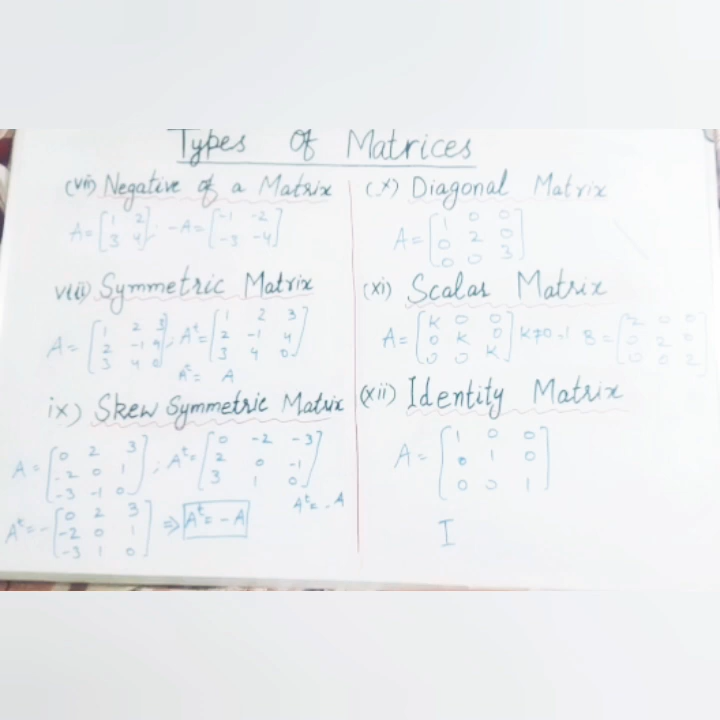 Types Of Matrices
(vii) Negative of a Matrix
A = [1 2; 3 4]; -A = [-1 -2; -3 -4]
viii) Symmetric Matrix
A = [1 2 3; 2 -1 4; 3 4 0]; Aᵗ = [1 2 3; 2 -1 4; 3 4 0]
Aᵗ = A
ix) Skew Symmetric Matrix
A = [0 2 3; -2 0 1; -3 -1 0]; Aᵗ = [0 -2 -3; 2 0 -1; 3 1 0]
Aᵗ = -A
Aᵗ = -[0 2 3; -2 0 1; -3 1 0] ⇒ Aᵗ = -A
(x) Diagonal Matrix
A = [1 0 0; 0 2 0; 0 0 3]
(xi) Scalar Matrix
A = [K 0 0; 0 K 0; 0 0 K] K≠0,1 B = [2 0 0; 0 2 0; 0 0 2]
(xii) Identity Matrix
A = [1 0 0; 0 1 0; 0 0 1]
I